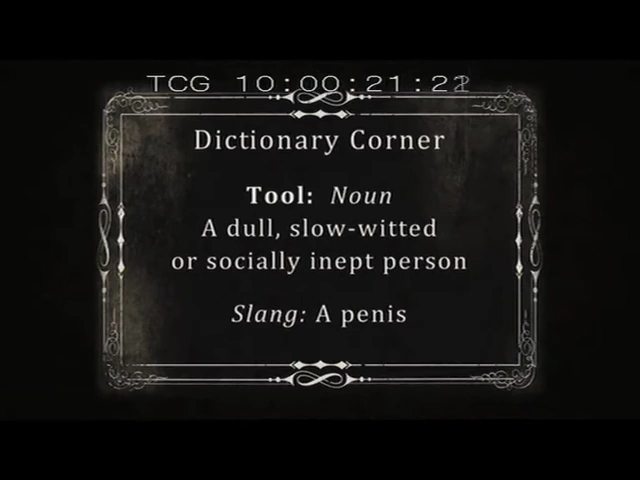 TCG 10:00:21:22
Dictionary Corner
Tool: Noun
A dull, slow-witted
or socially inept person
Slang: A penis